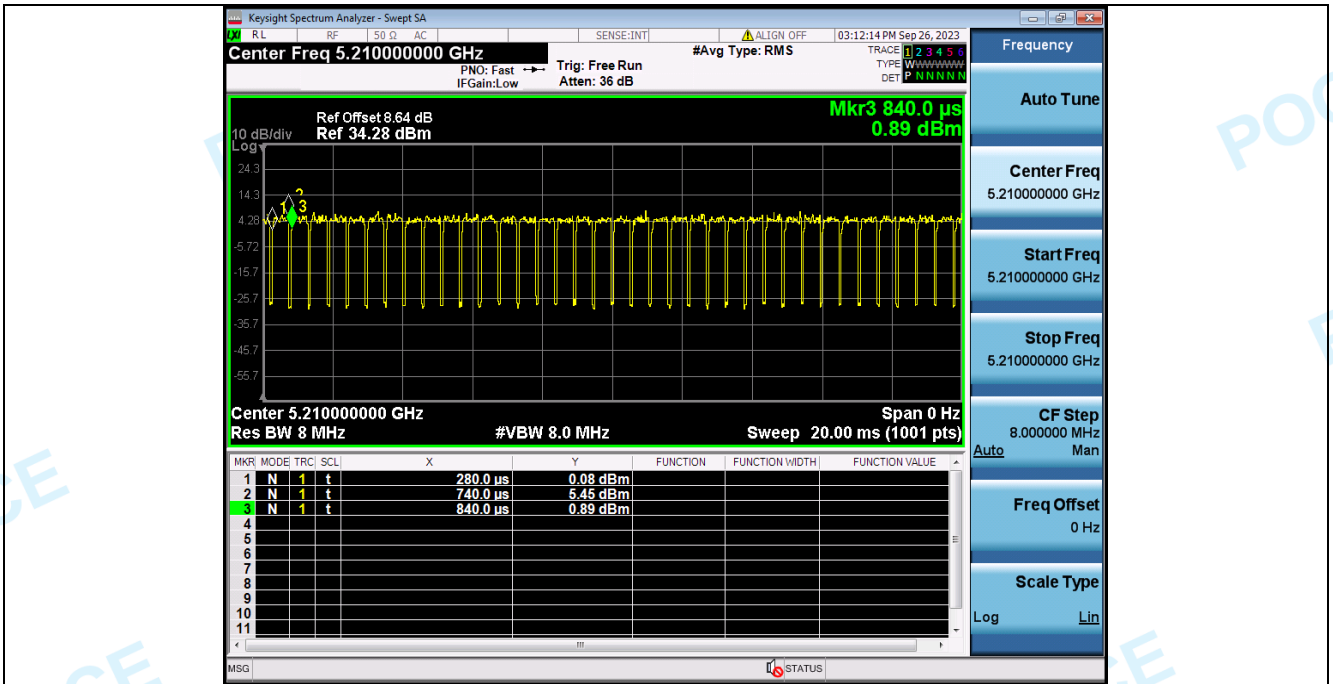 Keysight Spectrum Analyzer - Swept SA
LXI RL RF 50 Ω AC SENSE:INT ALIGN OFF 03:12:14 PM Sep 26, 2023
Center Freq 5.210000000 GHz #Avg Type: RMS TRACE 1 2 3 4 5 6
PNO: Fast Trig: Free Run TYPE WWWWWW
IFGain:Low Atten: 36 dB DET P N N N N N
Frequency
Auto Tune
Center Freq
5.210000000 GHz
Start Freq
5.210000000 GHz
Stop Freq
5.210000000 GHz
CF Step
8.000000 MHz
Auto Man
Freq Offset
0 Hz
Scale Type
Log Lin
Mkr3 840.0 µs
0.89 dBm
Ref Offset 8.64 dB
10 dB/div Ref 34.28 dBm
Log
24.3
14.3
4.28
-5.72
-15.7
-25.7
-35.7
-45.7
-55.7
1 2 3
Center 5.210000000 GHz Span 0 Hz
Res BW 8 MHz #VBW 8.0 MHz Sweep 20.00 ms (1001 pts)
MKR MODE TRC SCL X Y FUNCTION FUNCTION WIDTH FUNCTION VALUE
1 N 1 t 280.0 µs 0.08 dBm
2 N 1 t 740.0 µs 5.45 dBm
3 N 1 t 840.0 µs 0.89 dBm
4
5
6
7
8
9
10
11
MSG STATUS